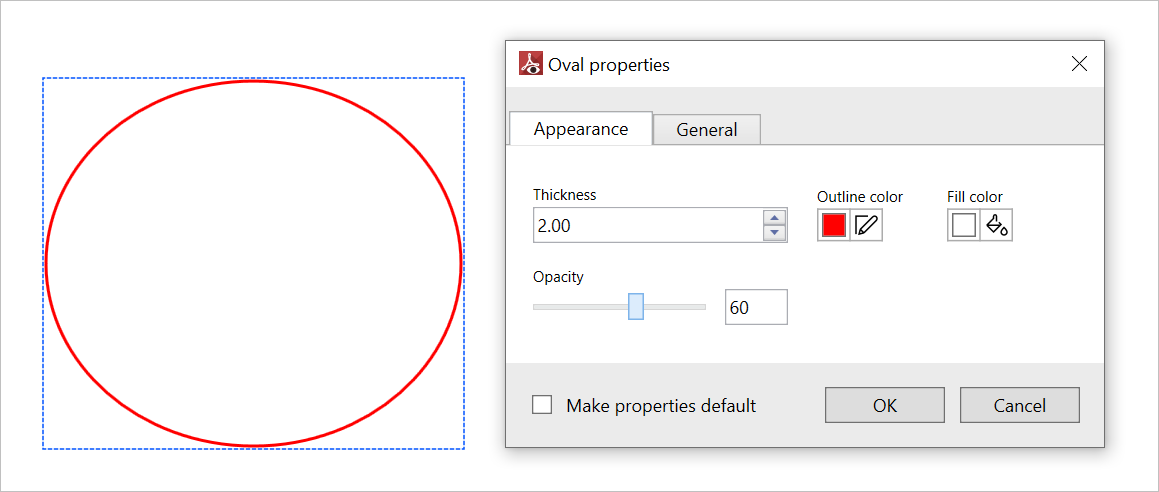 Oval properties
Appearance
General
Thickness
2.00
Outline color
Fill color
Opacity
60
Make properties default
OK
Cancel